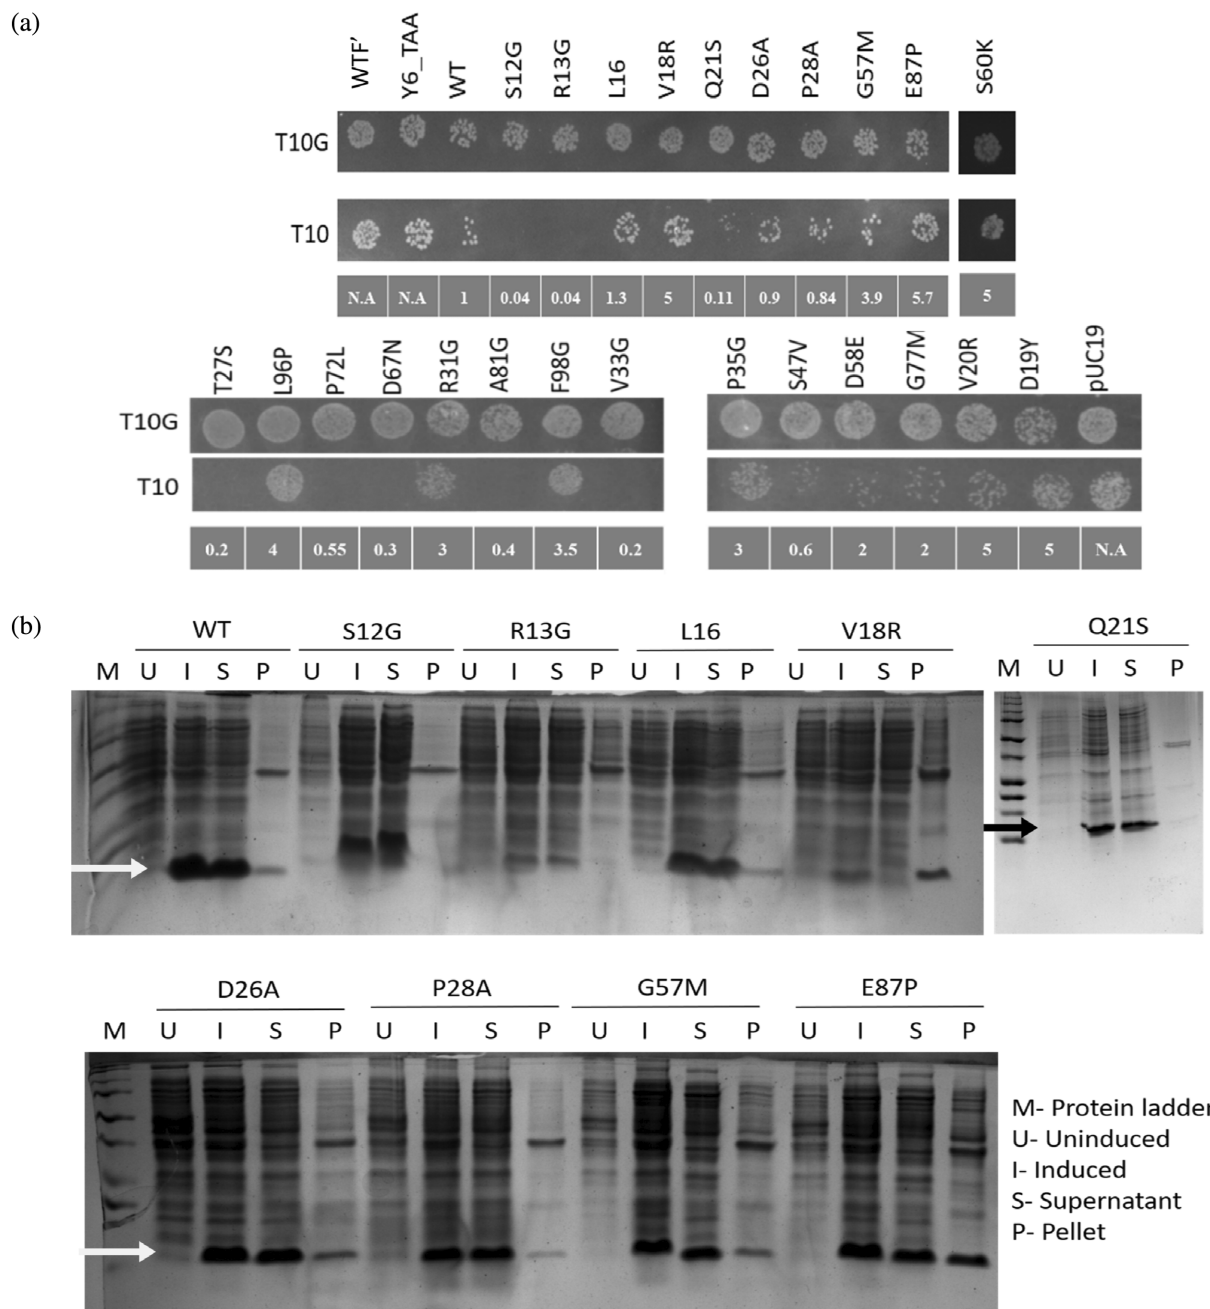 (a)
WTF' Y6_TAA WT S12G R13G L16 V18R Q21S D26A P28A G57M E87P S60K
T10G
T10
N.A N.A 1 0.04 0.04 1.3 5 0.11 0.9 0.84 3.9 5.7 5
T27S L96P P72L D67N R31G A81G F98G V33G P35G S47V D58E G77M V20R D19Y pUC19
T10G
T10
0.2 4 0.55 0.3 3 0.4 3.5 0.2 3 0.6 2 2 5 5 N.A
(b)
WT S12G R13G L16 V18R Q21S
M U I S P U I S P U I S P U I S P U I S P M U I S P
D26A P28A G57M E87P
M U I S P U I S P U I S P U I S P
M- Protein ladder
U- Uninduced
I- Induced
S- Supernatant
P- Pellet